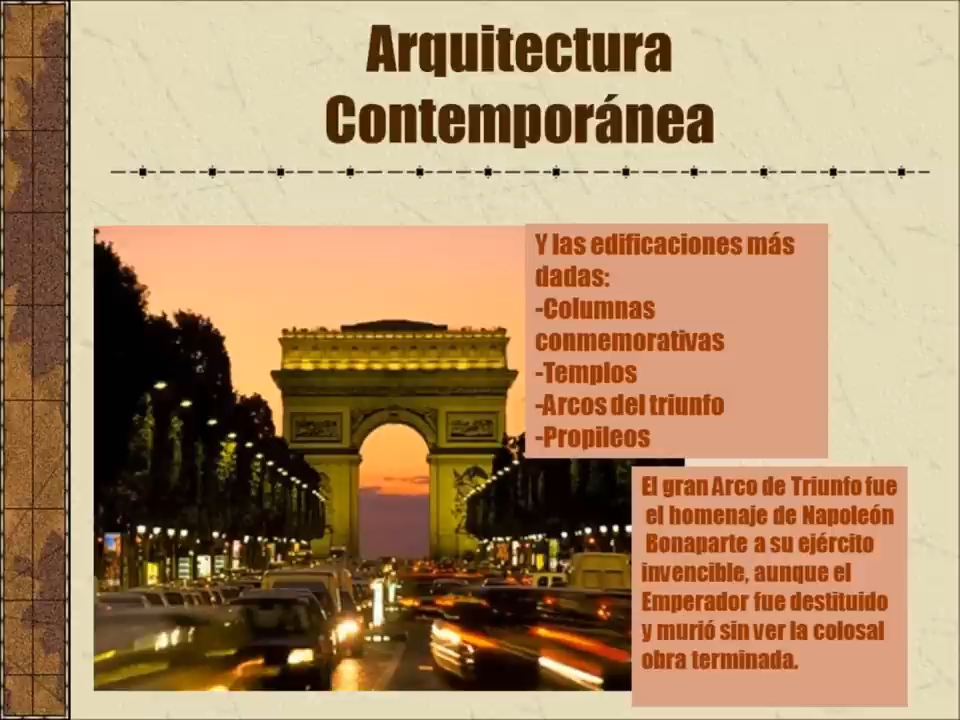 Arquitectura
Contemporánea
Y las edificaciones más
dadas:
-Columnas
conmemorativas
-Templos
-Arcos del triunfo
-Propileos
El gran Arco de Triunfo fue
el homenaje de Napoleón
Bonaparte a su ejército
invencible, aunque el
Emperador fue destituido
y murió sin ver la colosal
obra terminada.